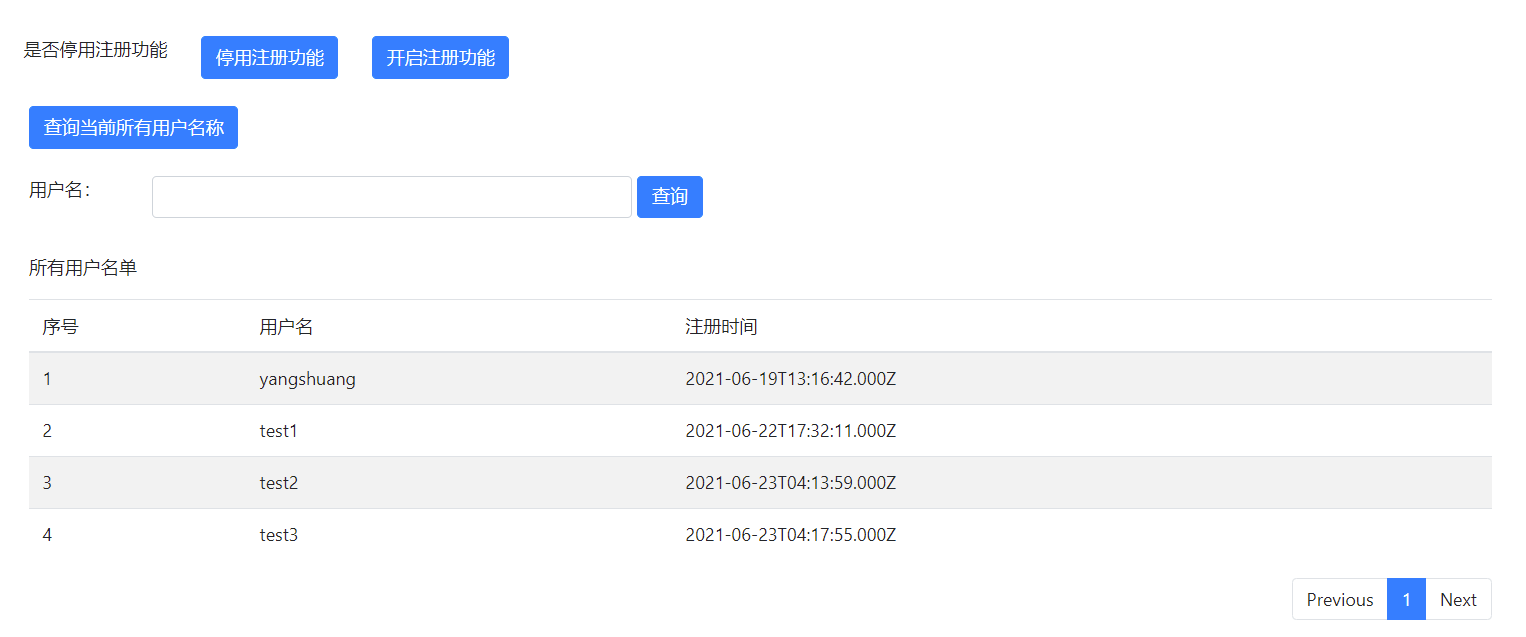 是否停用注册功能 停用注册功能 开启注册功能
查询当前所有用户名称
用户名： 查询
所有用户名单
序号 用户名 注册时间
1 yangshuang 2021-06-19T13:16:42.000Z
2 test1 2021-06-22T17:32:11.000Z
3 test2 2021-06-23T04:13:59.000Z
4 test3 2021-06-23T04:17:55.000Z
Previous 1 Next